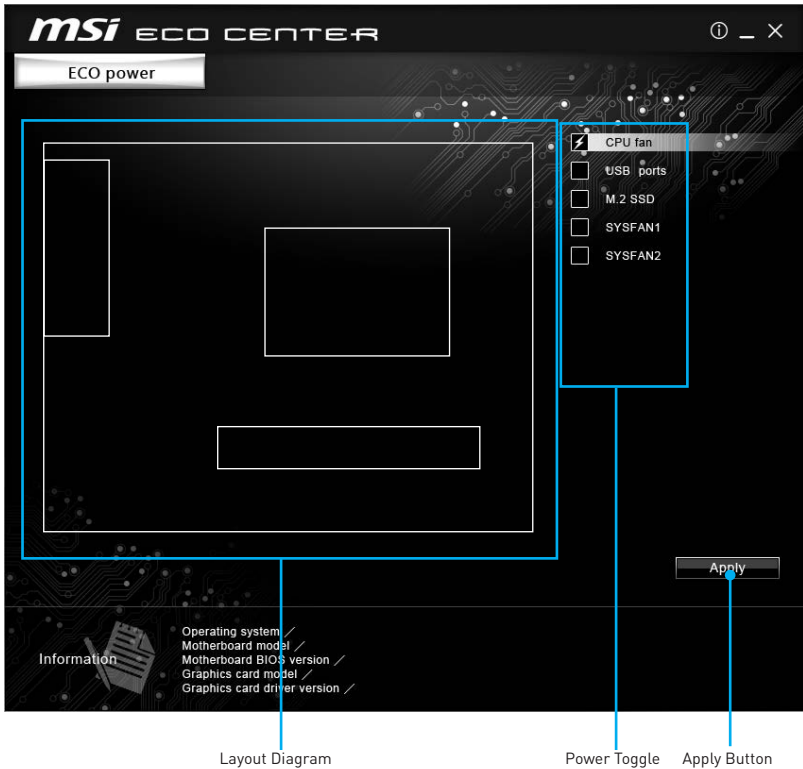 msi ECO CENTER
ECO power
CPU fan
USB ports
M.2 SSD
SYSFAN1
SYSFAN2
Apply
Information
Operating system /
Motherboard model /
Motherboard BIOS version /
Graphics card model /
Graphics card driver version /
Layout Diagram
Power Toggle
Apply Button